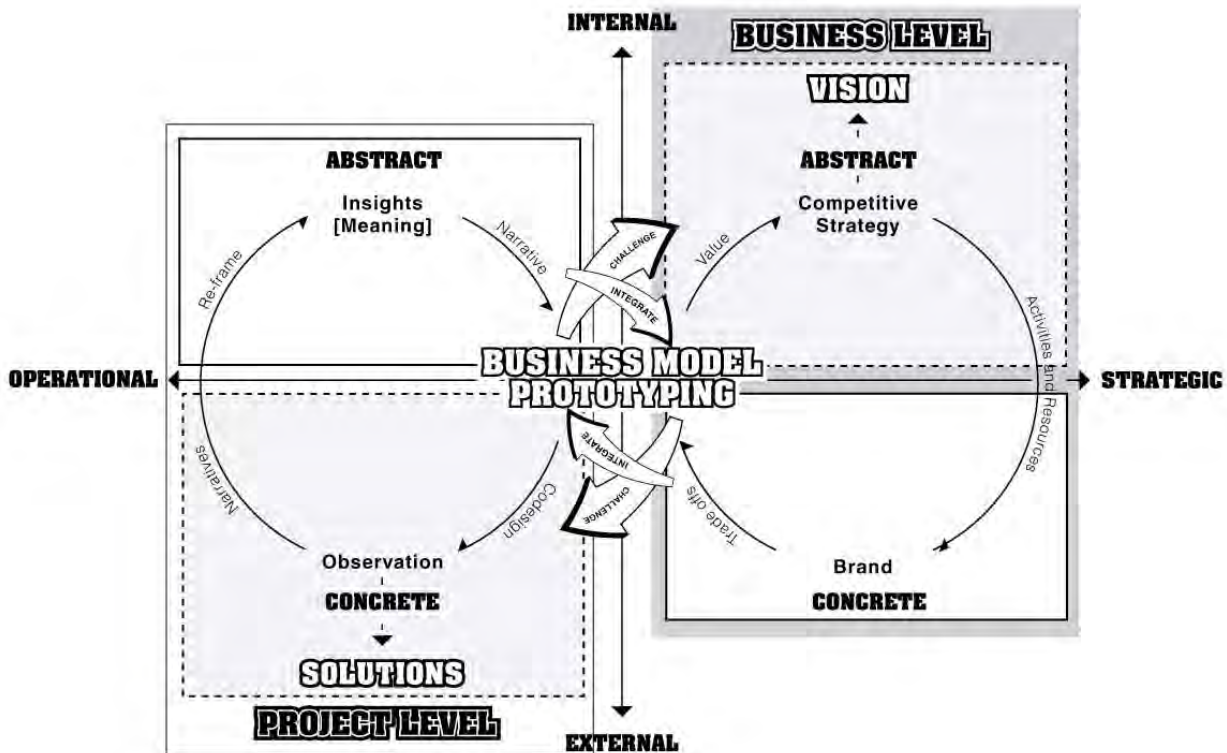 INTERNAL
BUSINESS LEVEL
VISION
ABSTRACT
Competitive
Strategy
Value
Activities and Resources
ABSTRACT
Insights
[Meaning]
Narrative
Re-frame
CHALLENGE
INTEGRATE
BUSINESS MODEL
PROTOTYPING
OPERATIONAL
STRATEGIC
INTEGRATE
CHALLENGE
Narratives
Codesign
Observation
CONCRETE
SOLUTIONS
PROJECT LEVEL
Trade offs
Brand
CONCRETE
EXTERNAL